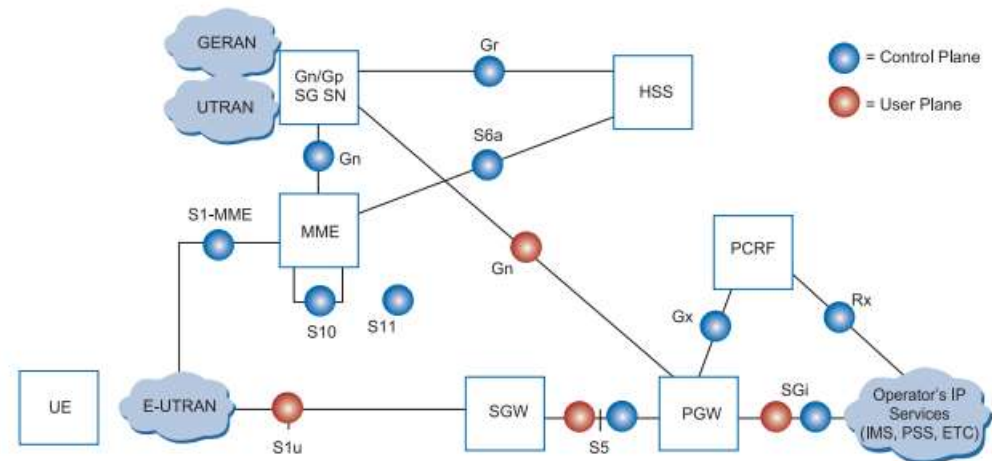 GERAN
UTRAN
Gn/Gp
SG SN
Gr
HSS
= Control Plane
= User Plane
Gn
S6a
S1-MME
MME
Gn
S10
S11
PCRF
Gx
Rx
UE
E-UTRAN
S1u
SGW
S5
PGW
SGi
Operator's IP
Services
(IMS, PSS, ETC)